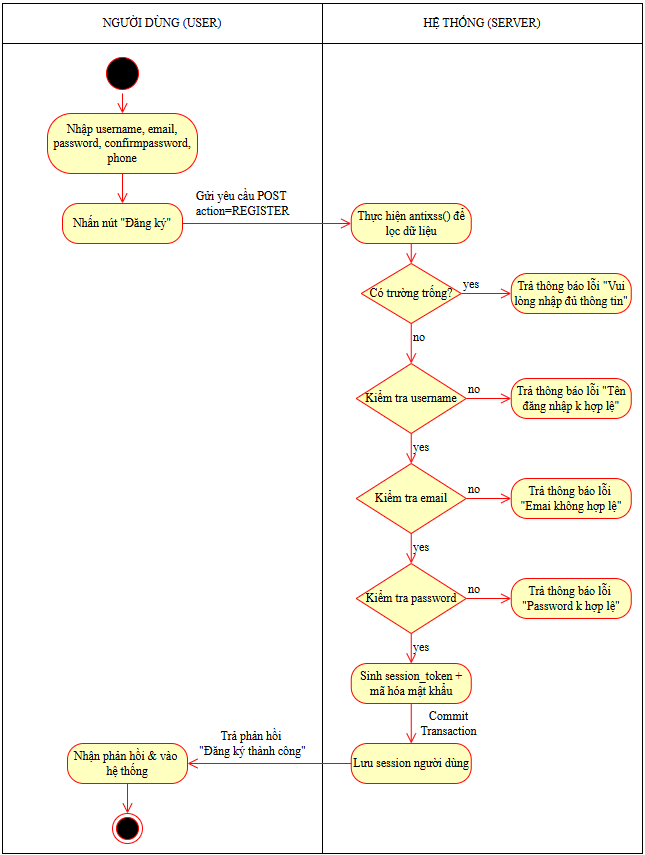 NGƯỜI DÙNG (USER)
HỆ THỐNG (SERVER)
Nhập username, email,
password, confirmpassword,
phone
Nhấn nút "Đăng ký"
Gửi yêu cầu POST
action=REGISTER
Thực hiện antixss() để
lọc dữ liệu
Có trường trống?
yes
Trả thông báo lỗi "Vui
lòng nhập đủ thông tin"
no
Kiểm tra username
no
Trả thông báo lỗi "Tên
đăng nhập k hợp lệ"
yes
Kiểm tra email
no
Trả thông báo lỗi
"Emai không hợp lệ"
yes
Kiểm tra password
no
Trả thông báo lỗi
"Password k hợp lệ"
yes
Sinh session_token +
mã hóa mật khẩu
Commit
Transaction
Lưu session người dùng
Trả phản hồi
"Đăng ký thành công"
Nhận phản hồi & vào
hệ thống